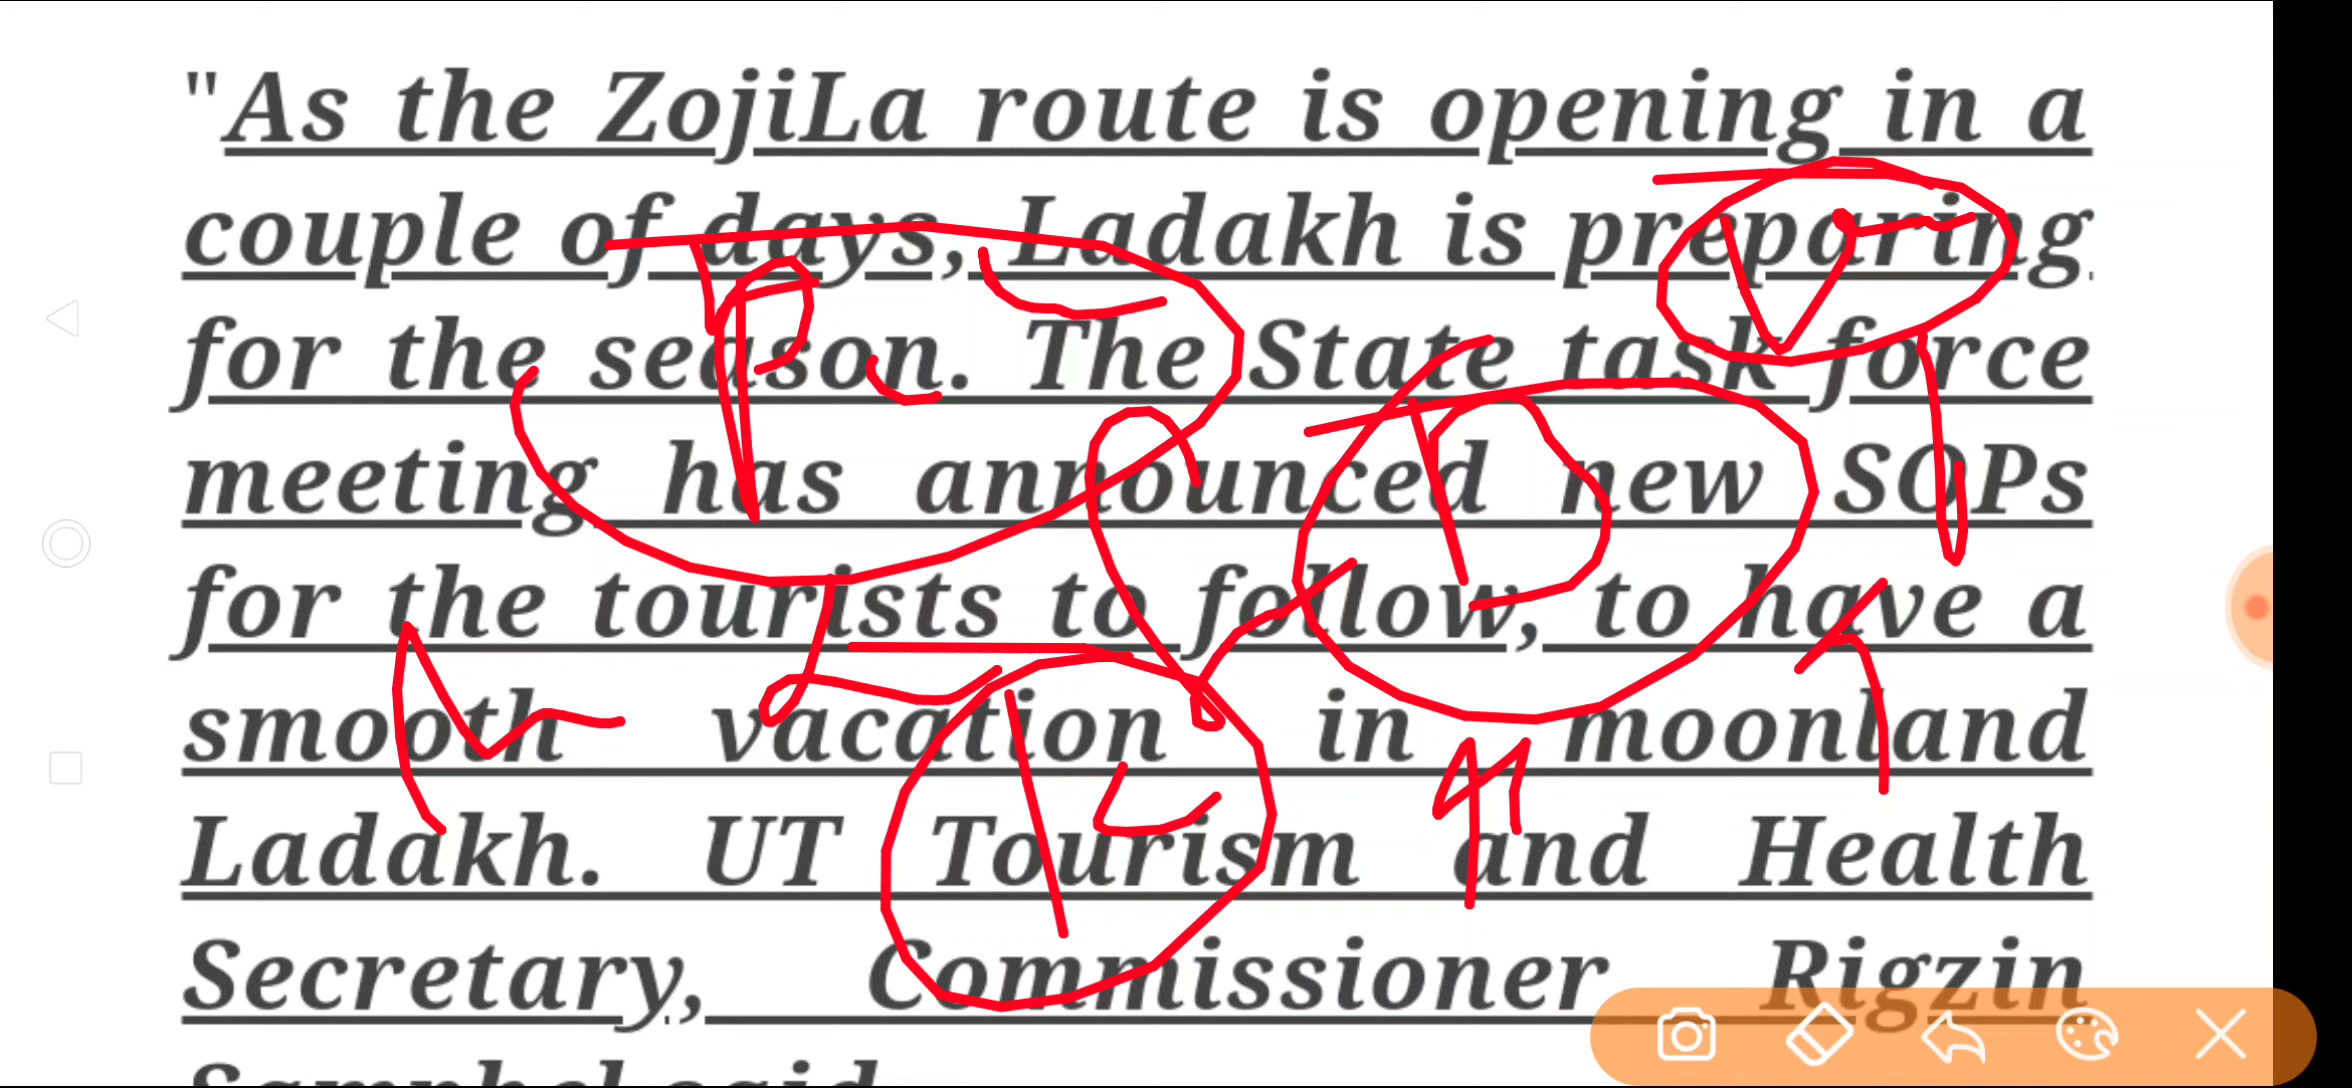 "As the ZojiLa route is opening in a
couple of days, Ladakh is preparing
for the season. The State task force
meeting has announced new SOPs
for the tourists to follow, to have a
smooth vacation in moonland
Ladakh. UT Tourism and Health
Secretary, Commissioner Rigzin
Samphel said